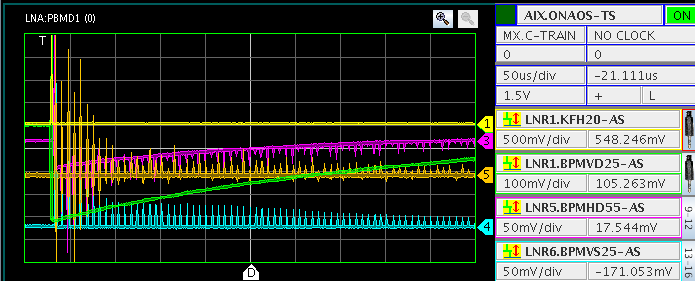 LNA:PBMD1 (0)
AIX.ONAOS-TS
ON
MX.C-TRAIN
NO CLOCK
0
0
50us/div
-21.111us
1.5V
+
L
LNR1.KFH20-AS
500mV/div
548.246mV
LNR1.BPMVD25-AS
100mV/div
105.263mV
LNR5.BPMHD55-AS
50mV/div
17.544mV
LNR6.BPMVS25-AS
50mV/div
-171.053mV
9-12
13-16
T
1
3
5
4
D